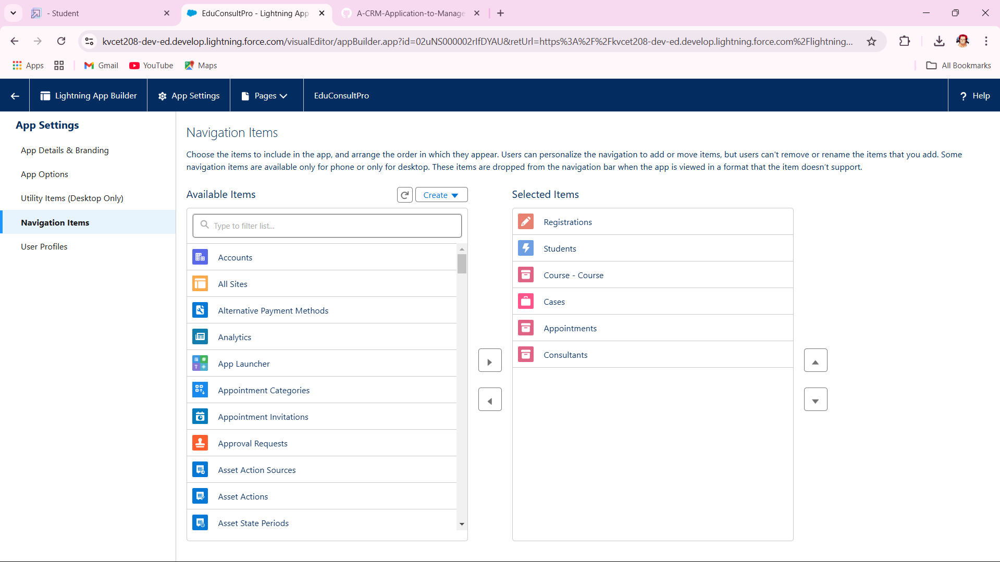 - Student
EduConsultPro - Lightning App
A-CRM-Application-to-Manage
kvcet208-dev-ed.develop.lightning.force.com/visualEditor/appBuilder.app?id=02uNS000002rIfDYAU&retUrl=https%3A%2F%2Fkvcet208-dev-ed.develop.lightning.force.com%2Flightning...
Apps
Gmail
YouTube
Maps
All Bookmarks
Lightning App Builder
App Settings
Pages
EduConsultPro
? Help
App Settings
App Details & Branding
App Options
Utility Items (Desktop Only)
Navigation Items
User Profiles
Navigation Items
Choose the items to include in the app, and arrange the order in which they appear. Users can personalize the navigation to add or move items, but users can't remove or rename the items that you add. Some
navigation items are available only for phone or only for desktop. These items are dropped from the navigation bar when the app is viewed in a format that the item doesn’t support.
Available Items
Create
Type to filter list...
Accounts
All Sites
Alternative Payment Methods
Analytics
App Launcher
Appointment Categories
Appointment Invitations
Approval Requests
Asset Action Sources
Asset Actions
Asset State Periods
Selected Items
Registrations
Students
Course - Course
Cases
Appointments
Consultants